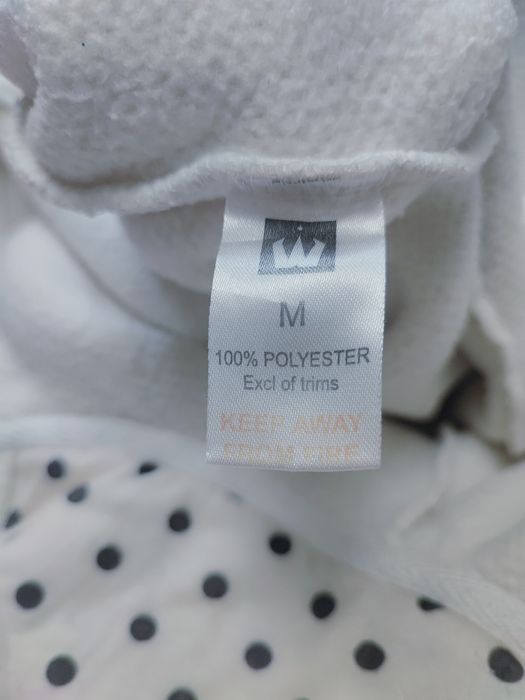 W
M
100% POLYESTER
Excl of trims
KEEP AWAY
FROM FIRE